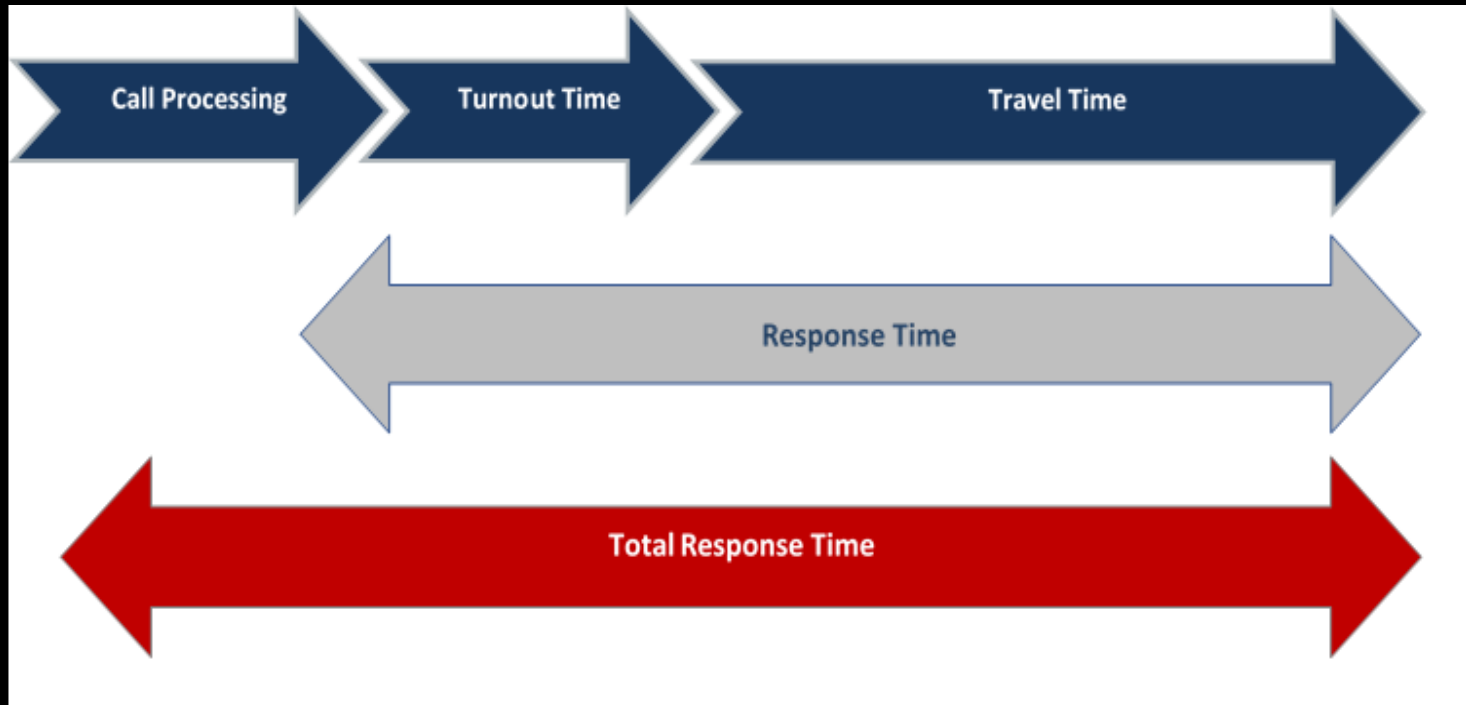 Call Processing
Turnout Time
Travel Time
Response Time
Total Response Time